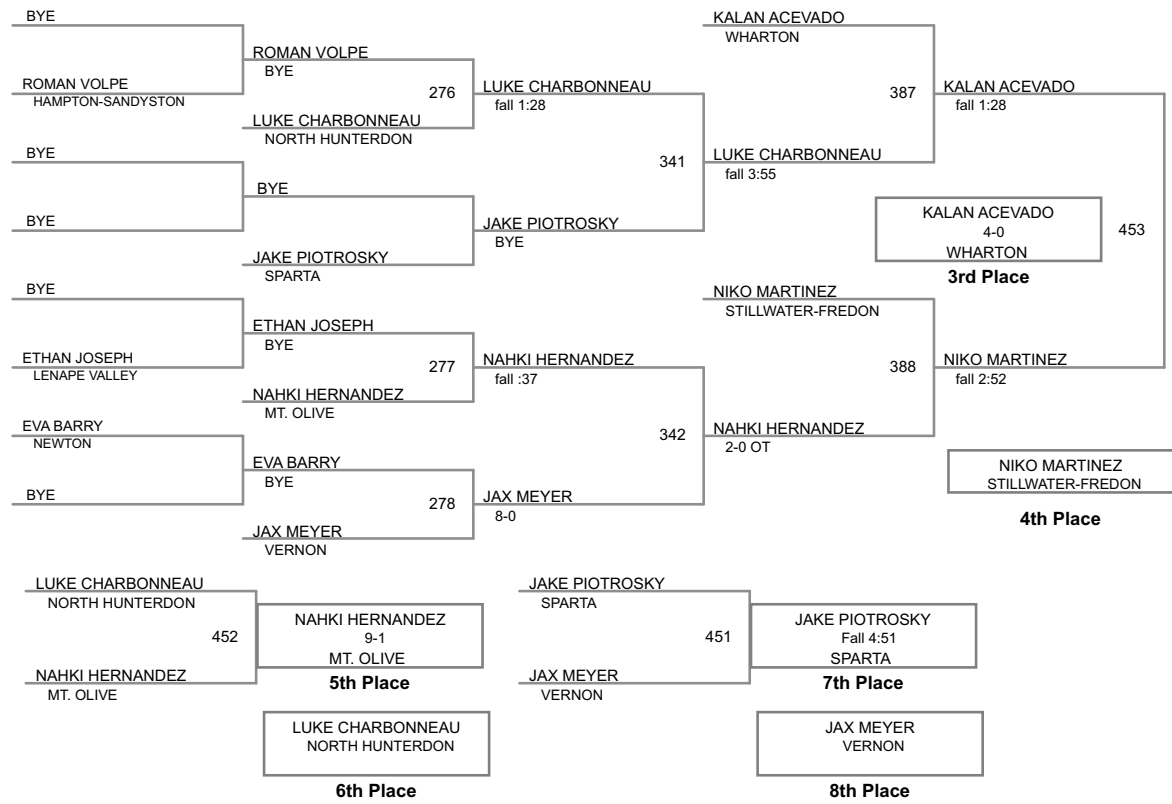 BYE
ROMAN VOLPE
HAMPTON-SANDYSTON
BYE
BYE
BYE
ETHAN JOSEPH
LENAPE VALLEY
EVA BARRY
NEWTON
BYE
ROMAN VOLPE
BYE
276
LUKE CHARBONNEAU
NORTH HUNTERDON
BYE
JAKE PIOTROSKY
SPARTA
ETHAN JOSEPH
BYE
277
NAHKI HERNANDEZ
MT. OLIVE
EVA BARRY
BYE
278
JAX MEYER
VERNON
LUKE CHARBONNEAU
fall 1:28
341
JAKE PIOTROSKY
BYE
NAHKI HERNANDEZ
fall :37
342
JAX MEYER
8-0
KALAN ACEVADO
WHARTON
387
LUKE CHARBONNEAU
fall 3:55
NIKO MARTINEZ
STILLWATER-FREDON
388
NAHKI HERNANDEZ
2-0 OT
KALAN ACEVADO
fall 1:28
453
NIKO MARTINEZ
fall 2:52
KALAN ACEVADO
4-0
WHARTON
3rd Place
NIKO MARTINEZ
STILLWATER-FREDON
4th Place
LUKE CHARBONNEAU
NORTH HUNTERDON
452
NAHKI HERNANDEZ
MT. OLIVE
NAHKI HERNANDEZ
9-1
MT. OLIVE
5th Place
LUKE CHARBONNEAU
NORTH HUNTERDON
6th Place
JAKE PIOTROSKY
SPARTA
451
JAX MEYER
VERNON
JAKE PIOTROSKY
Fall 4:51
SPARTA
7th Place
JAX MEYER
VERNON
8th Place